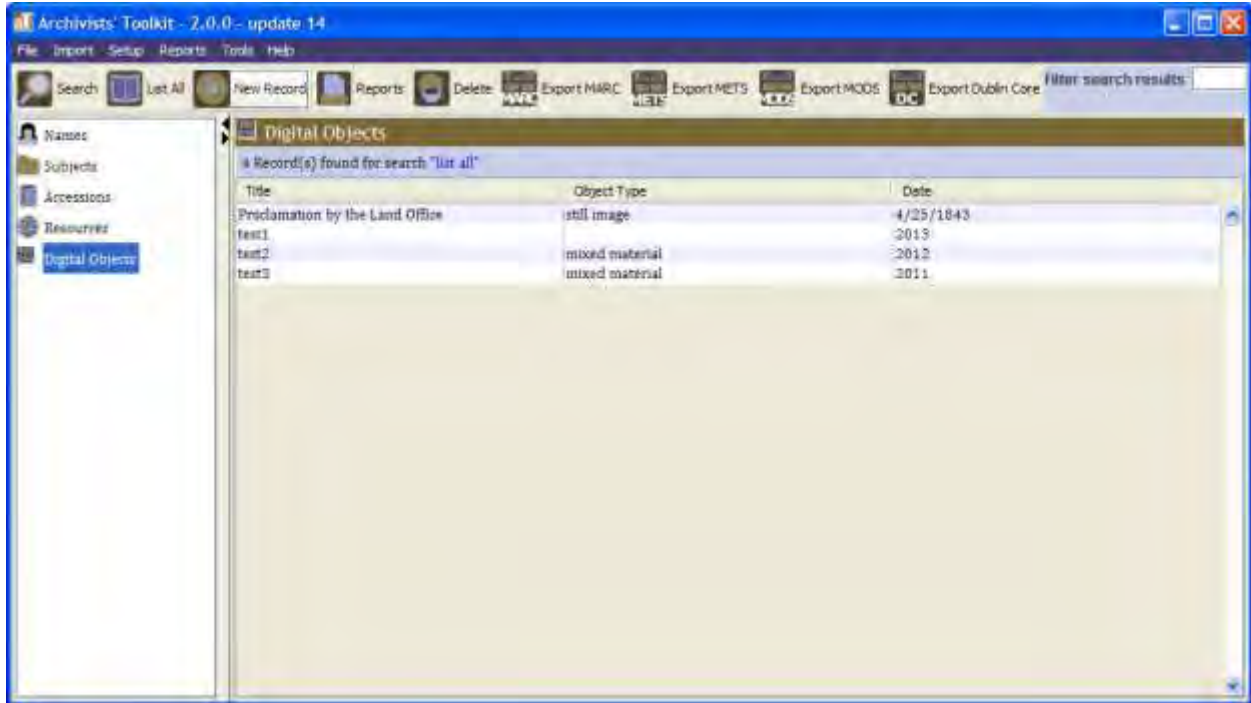 Archivists' Toolkit - 2.0.0 - update 14
File Import Setup Reports Tools Help
Search List All New Record Reports Delete Export MARC Export METS Export MODS Export Dublin Core Filter search results:
Names
Subjects
Accessions
Resources
Digital Objects
Digital Objects
4 Record(s) found for search "list all"
Title Object Type Date
Proclamation by the Land Office still image 4/25/1843
test1 2013
test2 mixed material 2012
test3 mixed material 2011